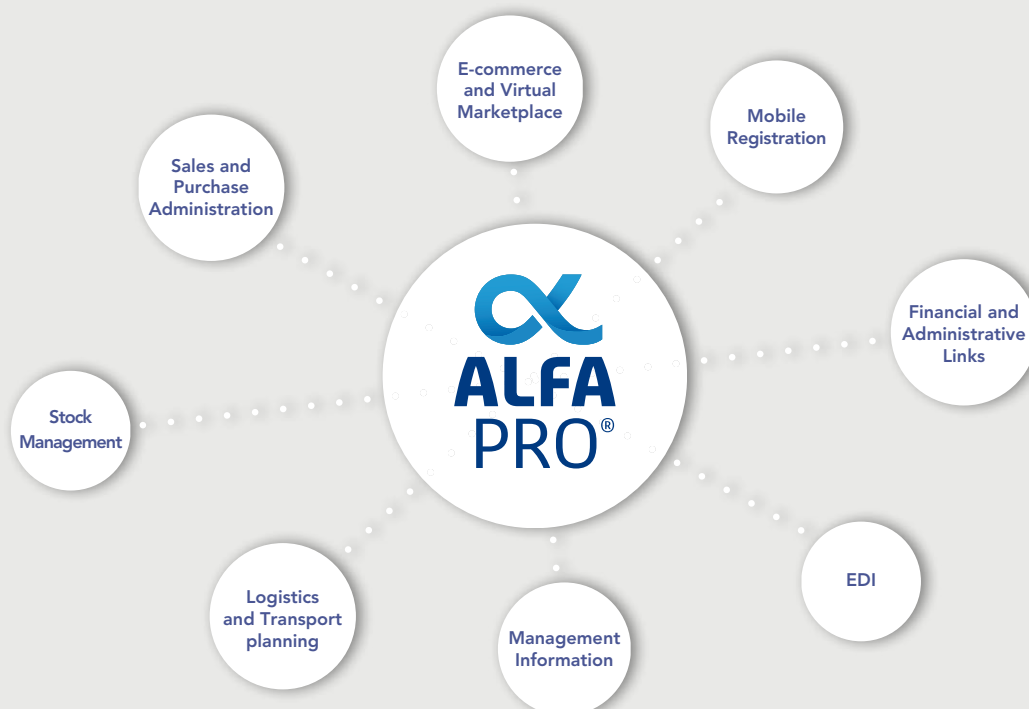 E-commerce
and Virtual
Marketplace
Mobile
Registration
Sales and
Purchase
Administration
Financial and
Administrative
Links
ALFA
PRO®
Stock
Management
EDI
Logistics
and Transport
planning
Management
Information